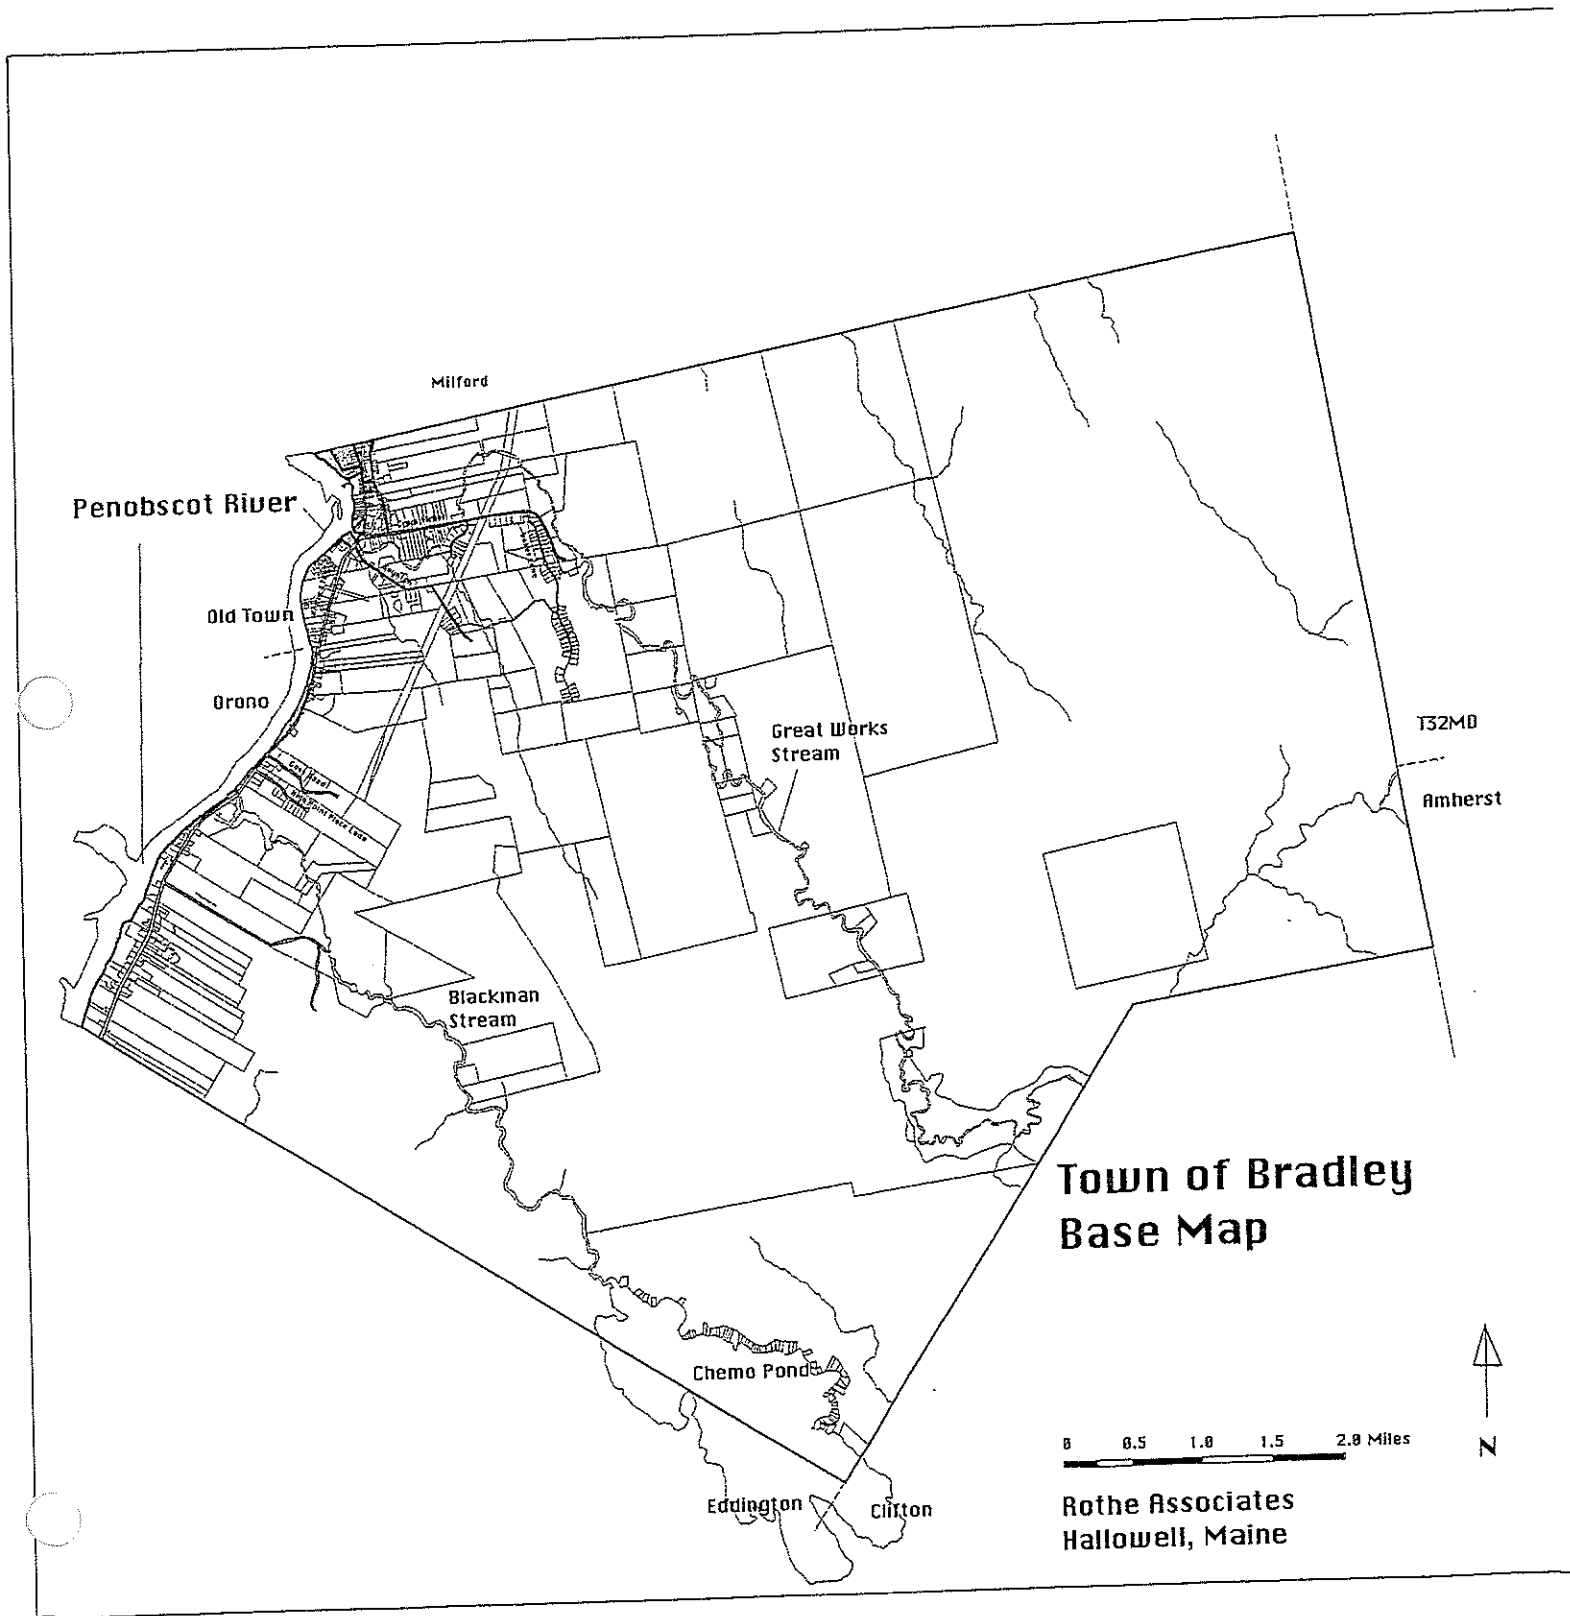 Milford
Penobscot River
Old Town
Orono
Great Works
Stream
T32MD
Amherst
Blackman
Stream
Town of Bradley
Base Map
Chemo Pond
0 0.5 1.0 1.5 2.0 Miles
N
Eddington
Clifton
Rothe Associates
Hallowell, Maine